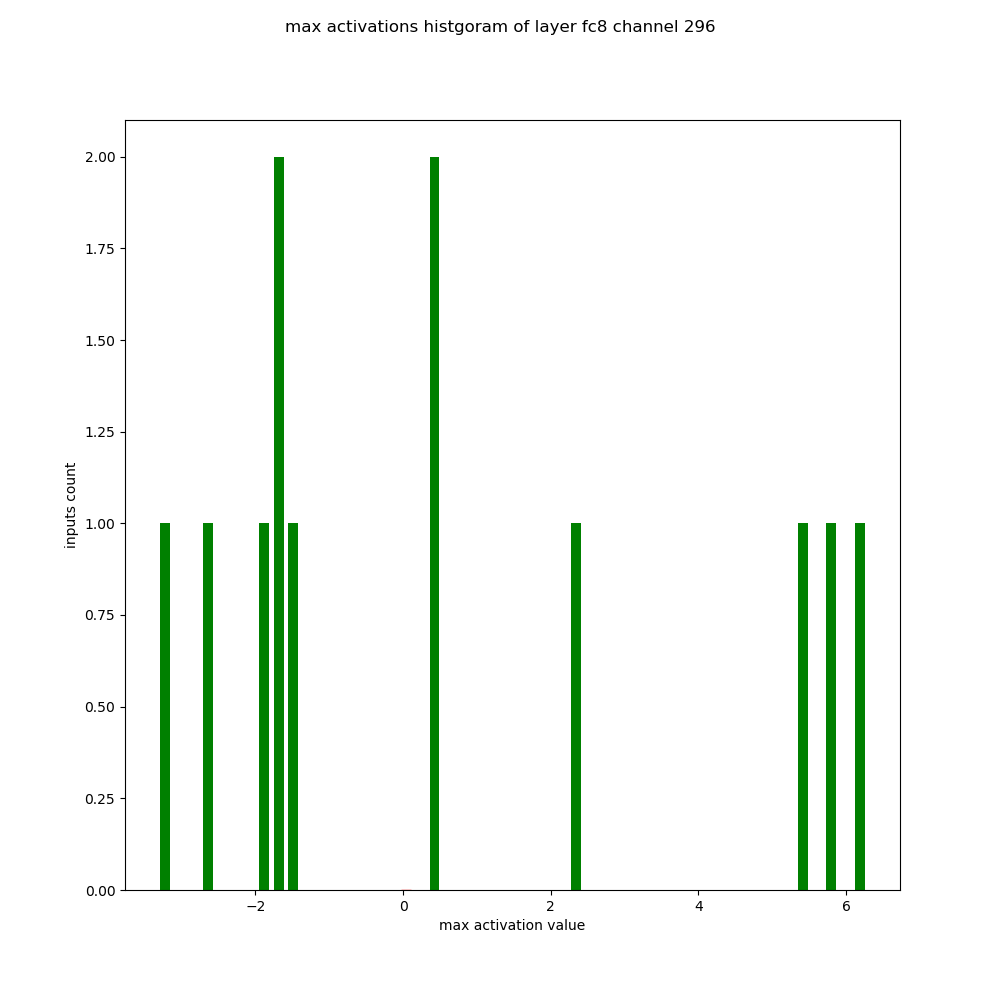 max activations histgoram of layer fc8 channel 296
2.00
1.75
1.50
1.25
1.00
0.75
0.50
0.25
0.00
inputs count
−2 0 2 4 6
max activation value